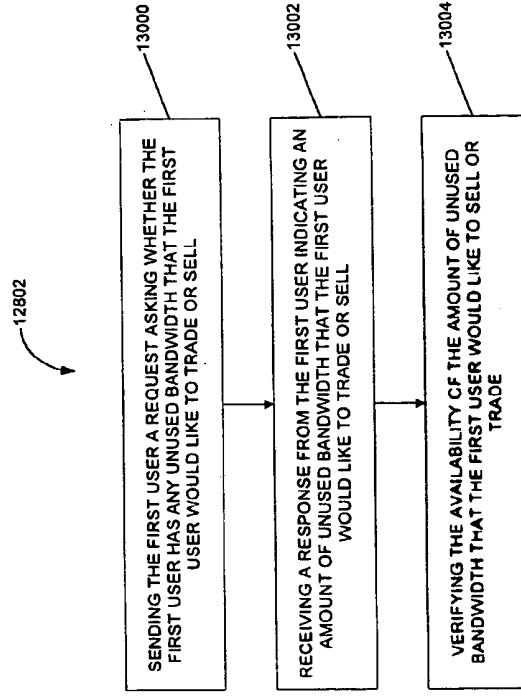 12802
SENDING THE FIRST USER A REQUEST ASKING WHETHER THE
FIRST USER HAS ANY UNUSED BANDWIDTH THAT THE FIRST
USER WOULD LIKE TO TRADE OR SELL
13000
RECEIVING A RESPONSE FROM THE FIRST USER INDICATING AN
AMOUNT OF UNUSED BANDWIDTH THAT THE FIRST USER
WOULD LIKE TO TRADE OR SELL
13002
VERIFYING THE AVAILABILITY OF THE AMOUNT OF UNUSED
BANDWIDTH THAT THE FIRST USER WOULD LIKE TO SELL OR
TRADE
13004